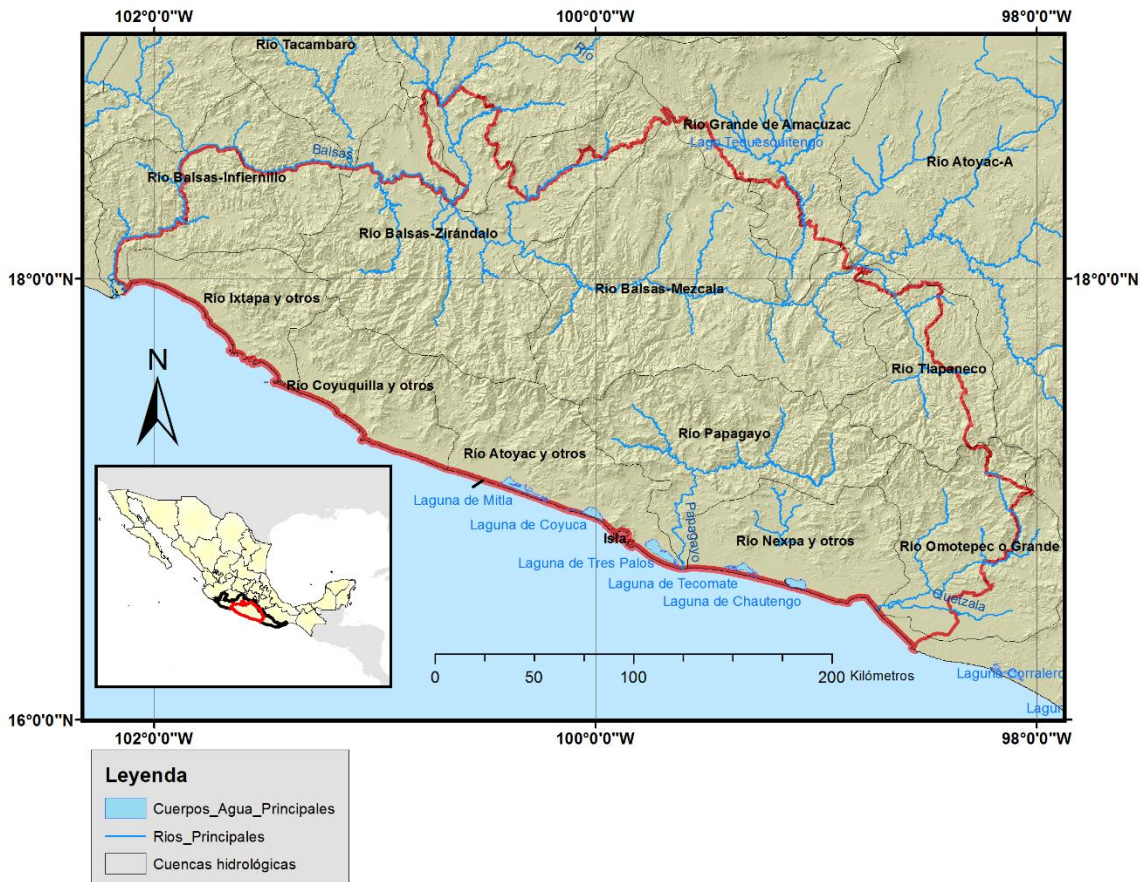 102°0'0"W 100°0'0"W 98°0'0"W
Río Tacambaro
Río
Río Grande de Amacuzac
Lago Tequesquitengo
Balsas
Río Atoyac-A
Río Balsas-Infiernillo
Río Balsas-Zirándalo
18°0'0"N 18°0'0"N
Río Ixtapa y otros
Río Balsas-Mezcala
N
Río Tlapaneco
Río Coyuquilla y otros
Río Papagayo
Río Atoyac y otros
Laguna de Mitla
Laguna de Coyuca
Papagayo
Isla
Río Nexpa y otros
Río Omotepec o Grande
Laguna de Tres Palos
Laguna de Tecomate
Laguna de Chautengo
Quetzala
0 50 100 200 Kilómetros
Laguna Corralero
Lagun
16°0'0"N 16°0'0"N
102°0'0"W 100°0'0"W 98°0'0"W
Leyenda
Cuerpos_Agua_Principales
Rios_Principales
Cuencas hidrológicas